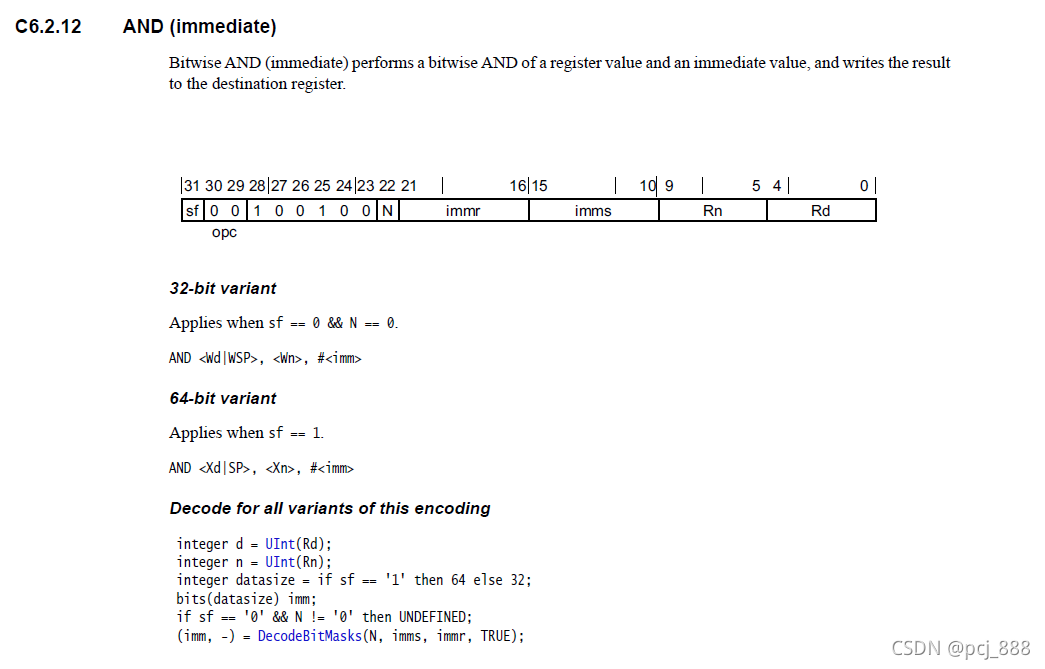 C6.2.12 AND (immediate)
Bitwise AND (immediate) performs a bitwise AND of a register value and an immediate value, and writes the result
to the destination register.
|31 30 29 28|27 26 25 24|23 22 21 | 16|15 | 10| 9 | 5 4 | 0 |
sf 0 0 1 0 0 1 0 0 N immr imms Rn Rd
opc
32-bit variant
Applies when sf == 0 && N == 0.
AND <Wd|WSP>, <Wn>, #<imm>
64-bit variant
Applies when sf == 1.
AND <Xd|SP>, <Xn>, #<imm>
Decode for all variants of this encoding
integer d = UInt(Rd);
integer n = UInt(Rn);
integer datasize = if sf == '1' then 64 else 32;
bits(datasize) imm;
if sf == '0' && N != '0' then UNDEFINED;
(imm, -) = DecodeBitMasks(N, imms, immr, TRUE);
CSDN @pcj_888